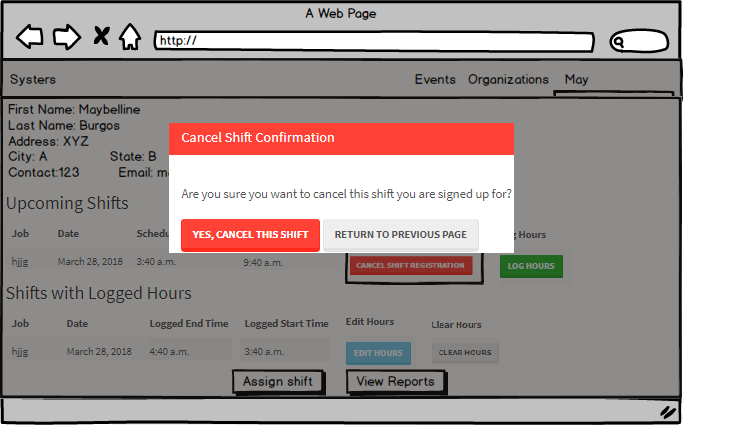 A Web Page
http://
Systers Events Organizations May
First Name: Maybelline
Last Name: Burgos
Address: XYZ
City: A State: B
Contact:123 Email: m
Cancel Shift Confirmation
Are you sure you want to cancel this shift you are signed up for?
YES, CANCEL THIS SHIFT RETURN TO PREVIOUS PAGE
Upcoming Shifts
Job Date Schedu g Hours
hjjg March 28, 2018 3:40 a.m. 9:40 a.m. CANCEL SHIFT REGISTRATION LOG HOURS
Shifts with Logged Hours
Job Date Logged End Time Logged Start Time Edit Hours Clear Hours
hjjg March 28, 2018 4:40 a.m. 3:40 a.m. EDIT HOURS CLEAR HOURS
Assign shift View Reports